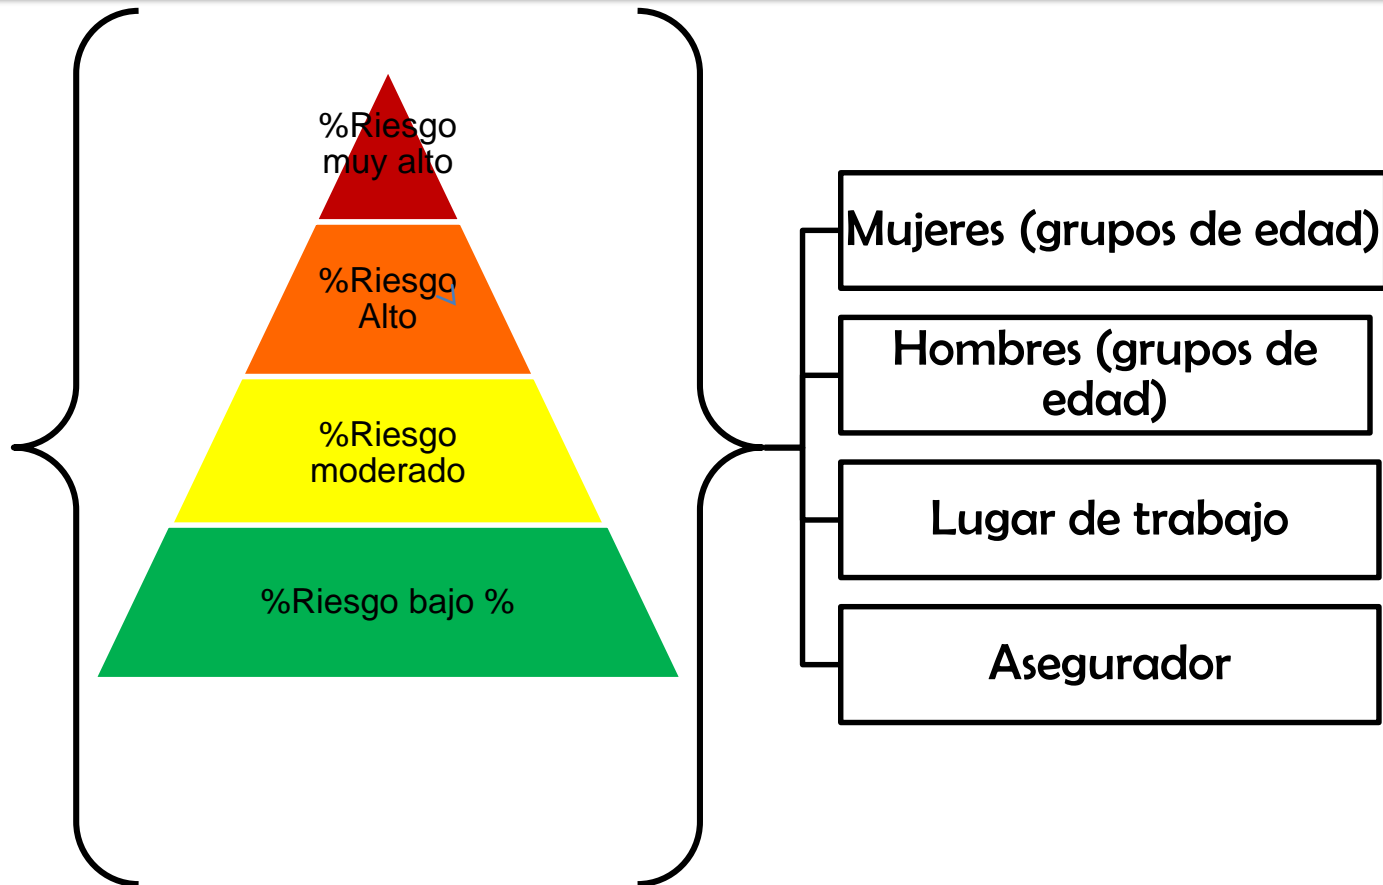 %Riesgo
muy alto
%Riesgo
Alto
%Riesgo
moderado
%Riesgo bajo %
Mujeres (grupos de edad)
Hombres (grupos de
edad)
Lugar de trabajo
Asegurador